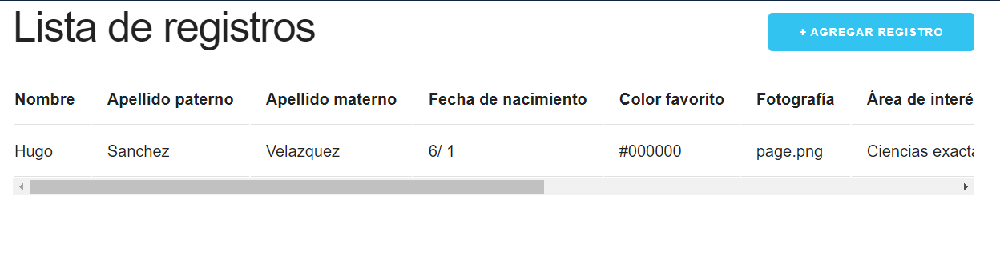 Lista de registros
+ AGREGAR REGISTRO
Nombre Apellido paterno Apellido materno Fecha de nacimiento Color favorito Fotografía Área de interé
Hugo Sanchez Velazquez 6/ 1 #000000 page.png Ciencias exacta